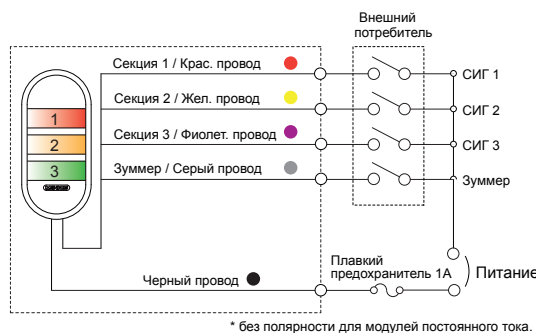 Внешний
потребитель
Секция 1 / Крас. провод
СИГ 1
Секция 2 / Жел. провод
СИГ 2
1
Секция 3 / Фиолет. провод
СИГ 3
2
Зуммер / Серый провод
Зуммер
3
Плавкий
предохранитель 1А
Питание
Черный провод
* без полярности для модулей постоянного тока.